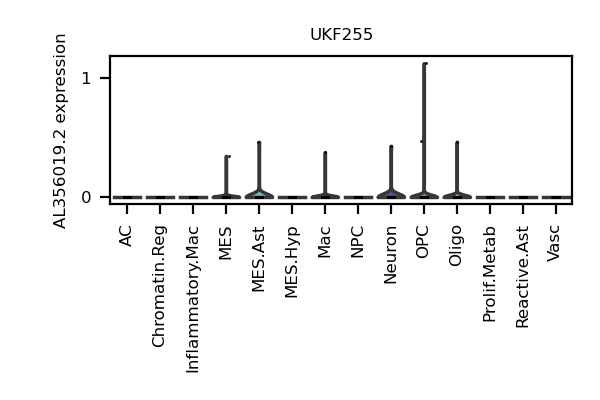 UKF255
AL356019.2 expression
1
0
AC
Chromatin.Reg
Inflammatory.Mac
MES
MES.Ast
MES.Hyp
Mac
NPC
Neuron
OPC
Oligo
Prolif.Metab
Reactive.Ast
Vasc